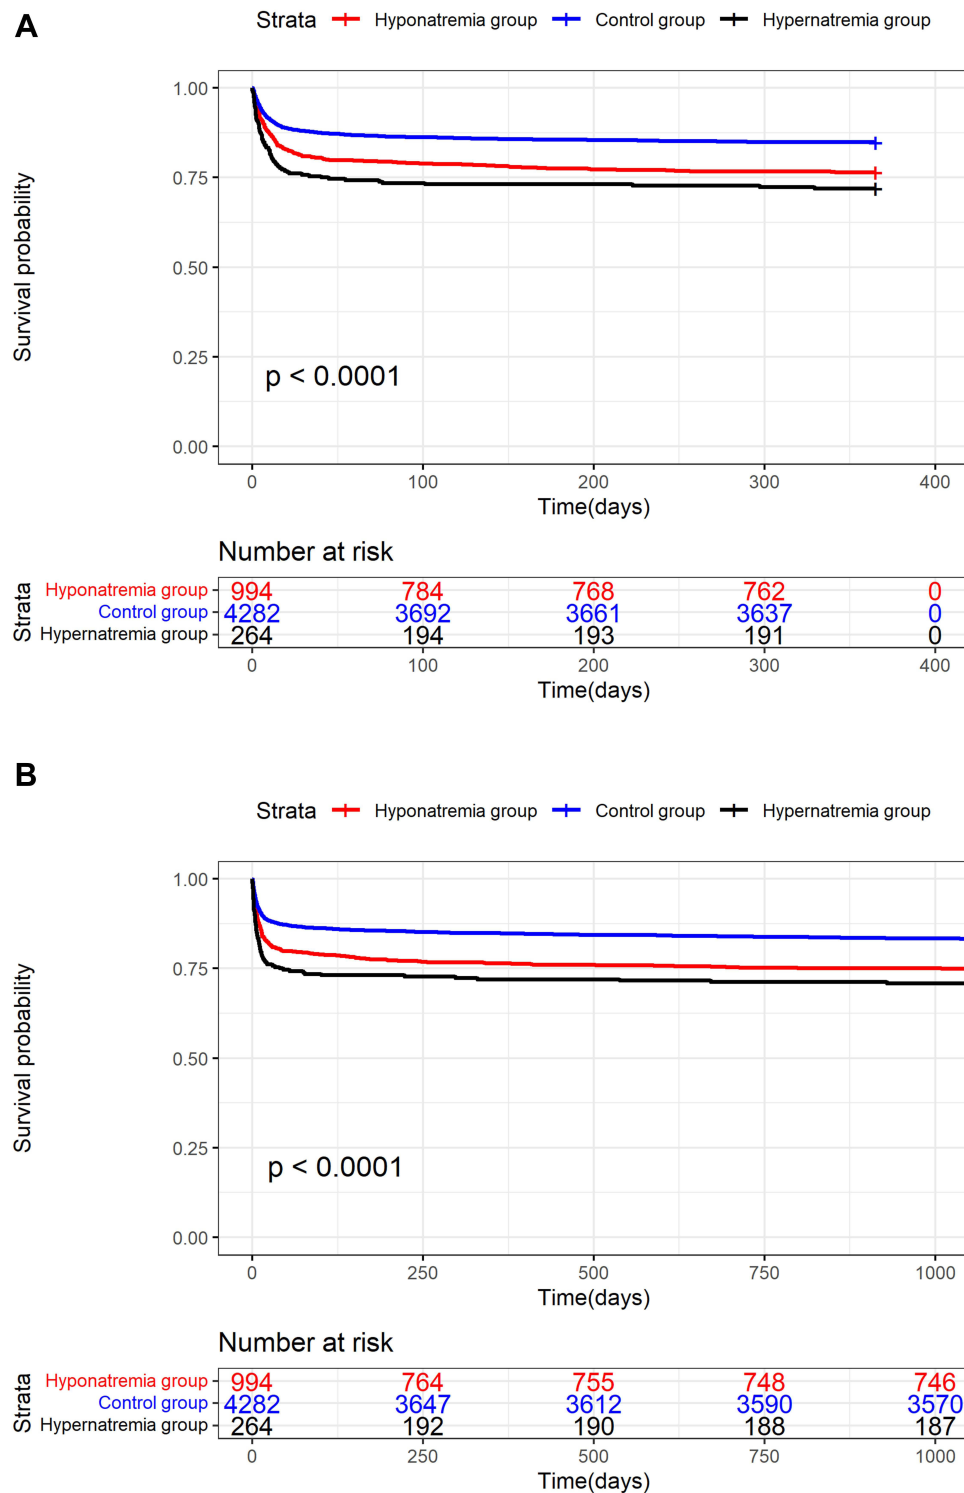 A
Strata Hyponatremia group Control group Hypernatremia group
Survival probability
1.00
0.75
0.50
0.25
0.00
p < 0.0001
0 100 200 300 400
Time(days)
Number at risk
Strata
Hyponatremia group 994 784 768 762 0
Control group 4282 3692 3661 3637 0
Hypernatremia group 264 194 193 191 0
0 100 200 300 400
Time(days)
B
Strata Hyponatremia group Control group Hypernatremia group
Survival probability
1.00
0.75
0.50
0.25
0.00
p < 0.0001
0 250 500 750 1000
Time(days)
Number at risk
Strata
Hyponatremia group 994 764 755 748 746
Control group 4282 3647 3612 3590 3570
Hypernatremia group 264 192 190 188 187
0 250 500 750 1000
Time(days)